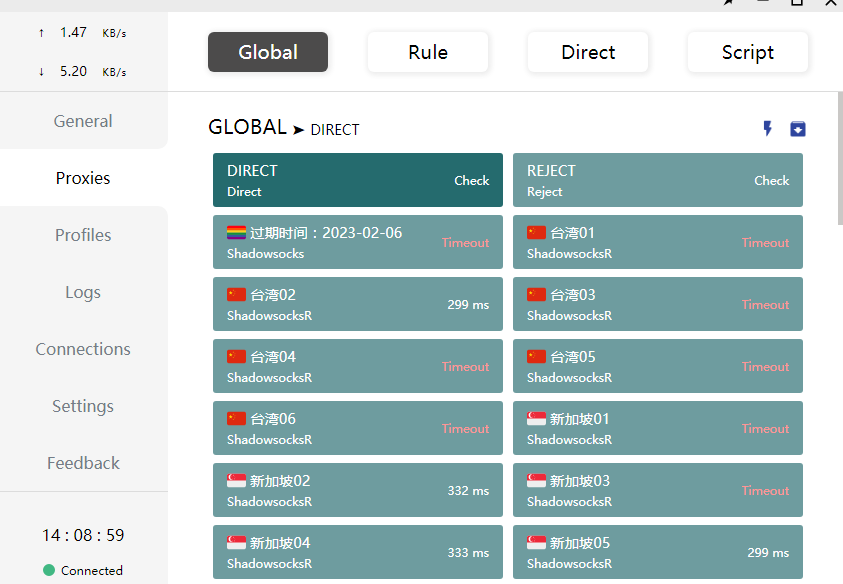 ↑ 1.47 KB/s
↓ 5.20 KB/s
General
Proxies
Profiles
Logs
Connections
Settings
Feedback
14 : 08 : 59
Connected
Global Rule Direct Script
GLOBAL ➤ DIRECT
DIRECT
Direct
Check
REJECT
Reject
Check
过期时间：2023-02-06
Shadowsocks
Timeout
台湾01
ShadowsocksR
Timeout
台湾02
ShadowsocksR
299 ms
台湾03
ShadowsocksR
Timeout
台湾04
ShadowsocksR
Timeout
台湾05
ShadowsocksR
Timeout
台湾06
ShadowsocksR
Timeout
新加坡01
ShadowsocksR
Timeout
新加坡02
ShadowsocksR
332 ms
新加坡03
ShadowsocksR
Timeout
新加坡04
ShadowsocksR
333 ms
新加坡05
ShadowsocksR
299 ms